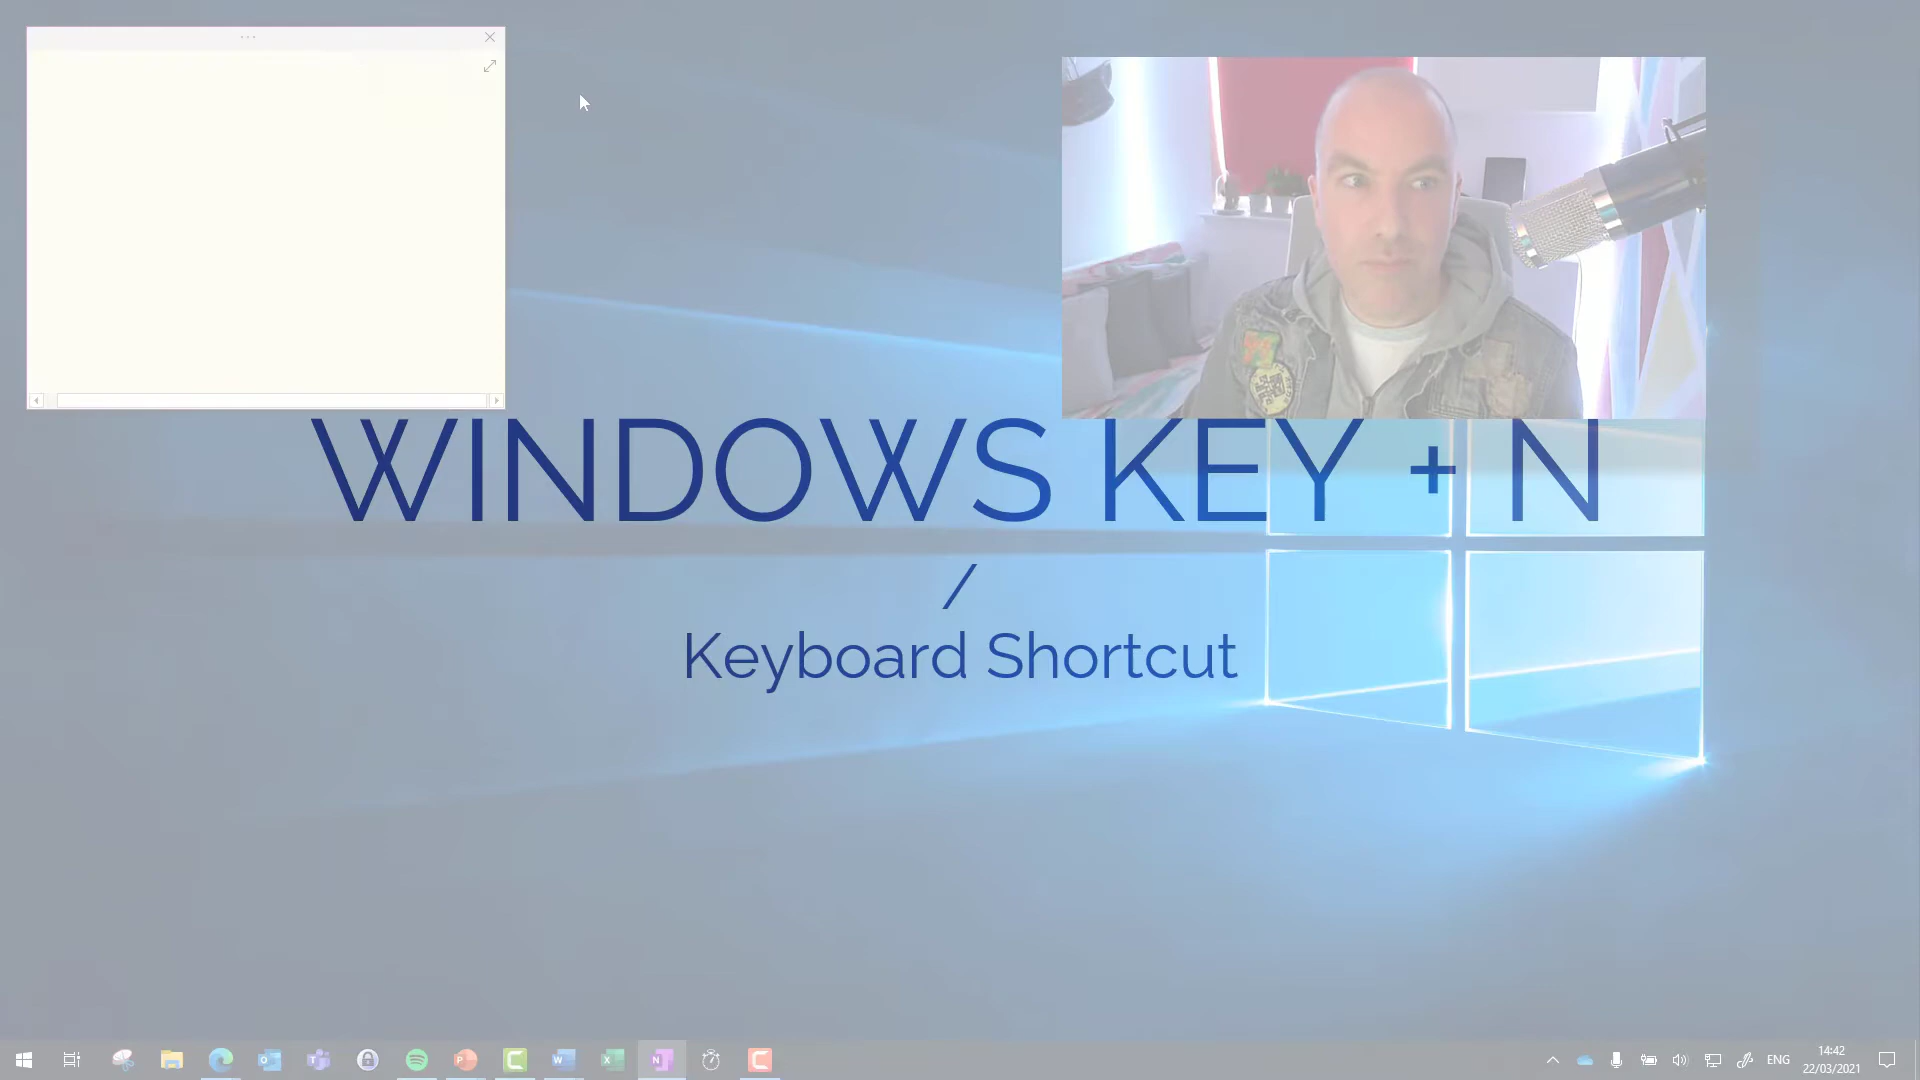 WINDOWS KEY + N
/
Keyboard Shortcut
ENG
14:42
22/03/2021